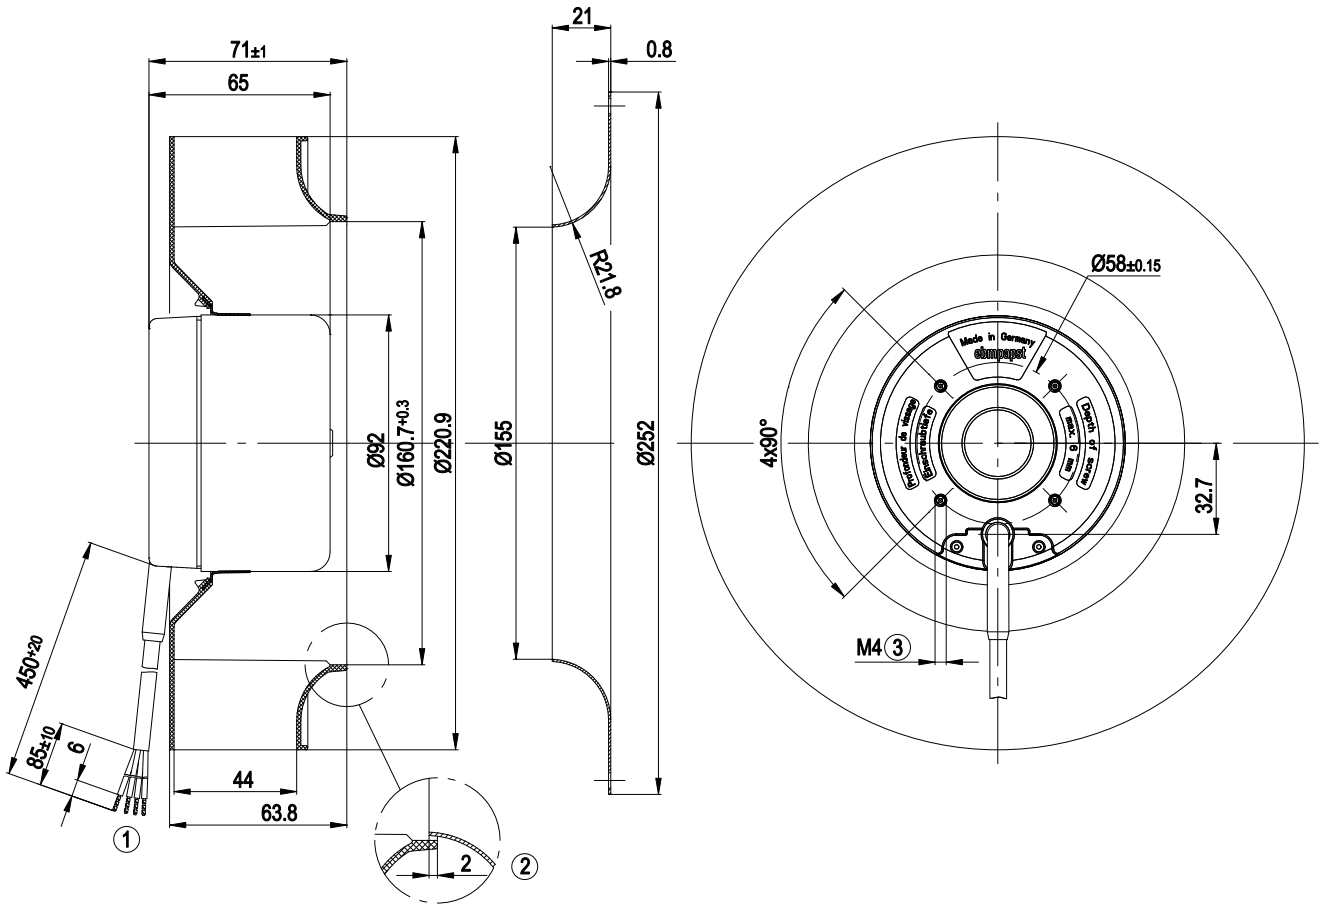 21
71±1
0.8
65
R21.8
Ø58±0.15
Made in Germany
ebmpapst
Profondeur de vissage
Einschraubtiefe
Depth of screw
max. 6 mm
4x90°
Ø92
Ø160.7+0.3
Ø220.9
Ø155
Ø252
32.7
450+20
85±10
6
M4 3
44
63.8
1
2
2